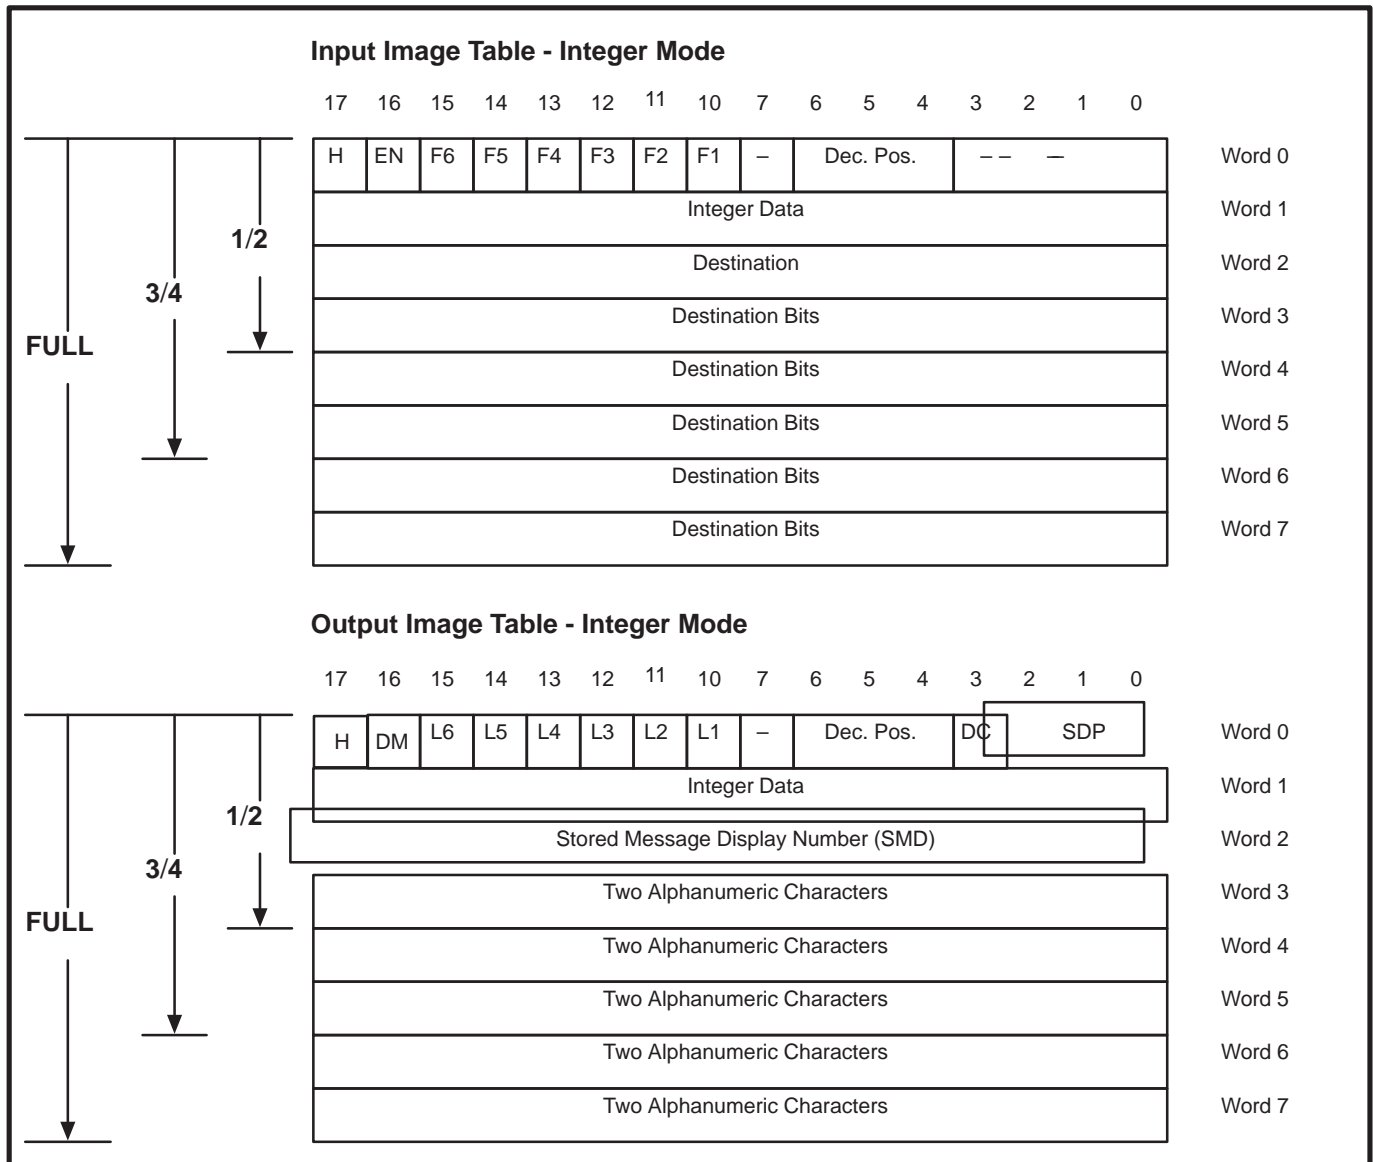 Input Image Table - Integer Mode
17 16 15 14 13 12 11 10 7 6 5 4 3 2 1 0
H EN F6 F5 F4 F3 F2 F1 – Dec. Pos. – – – Word 0
Integer Data Word 1
1/2
Destination Word 2
3/4
Destination Bits Word 3
FULL
Destination Bits Word 4
Destination Bits Word 5
Destination Bits Word 6
Destination Bits Word 7
Output Image Table - Integer Mode
17 16 15 14 13 12 11 10 7 6 5 4 3 2 1 0
H DM L6 L5 L4 L3 L2 L1 – Dec. Pos. DC SDP Word 0
Integer Data Word 1
1/2
Stored Message Display Number (SMD) Word 2
3/4
Two Alphanumeric Characters Word 3
FULL
Two Alphanumeric Characters Word 4
Two Alphanumeric Characters Word 5
Two Alphanumeric Characters Word 6
Two Alphanumeric Characters Word 7